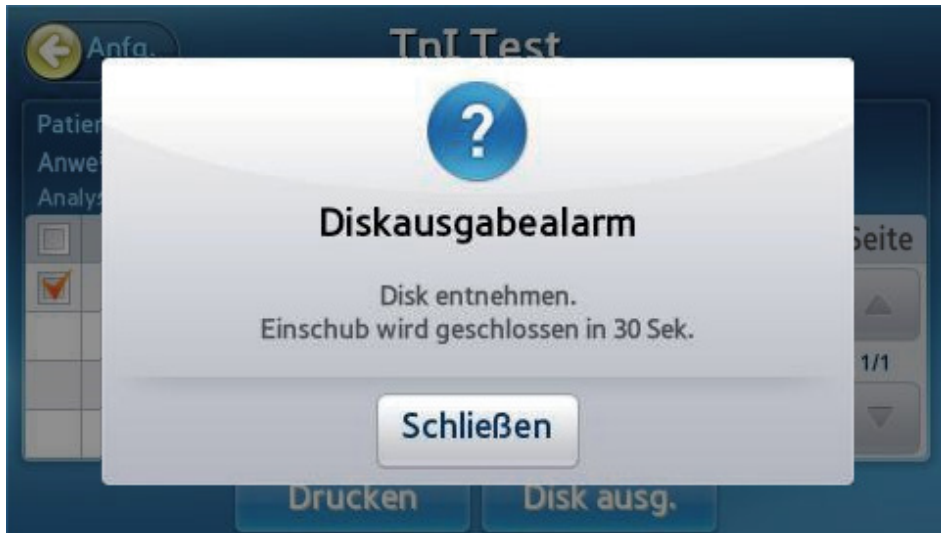 Anfg.
TnI Test
Diskausgabealarm
Seite
Disk entnehmen.
Einschub wird geschlossen in 30 Sek.
1/1
Schließen
Drucken
Disk ausg.